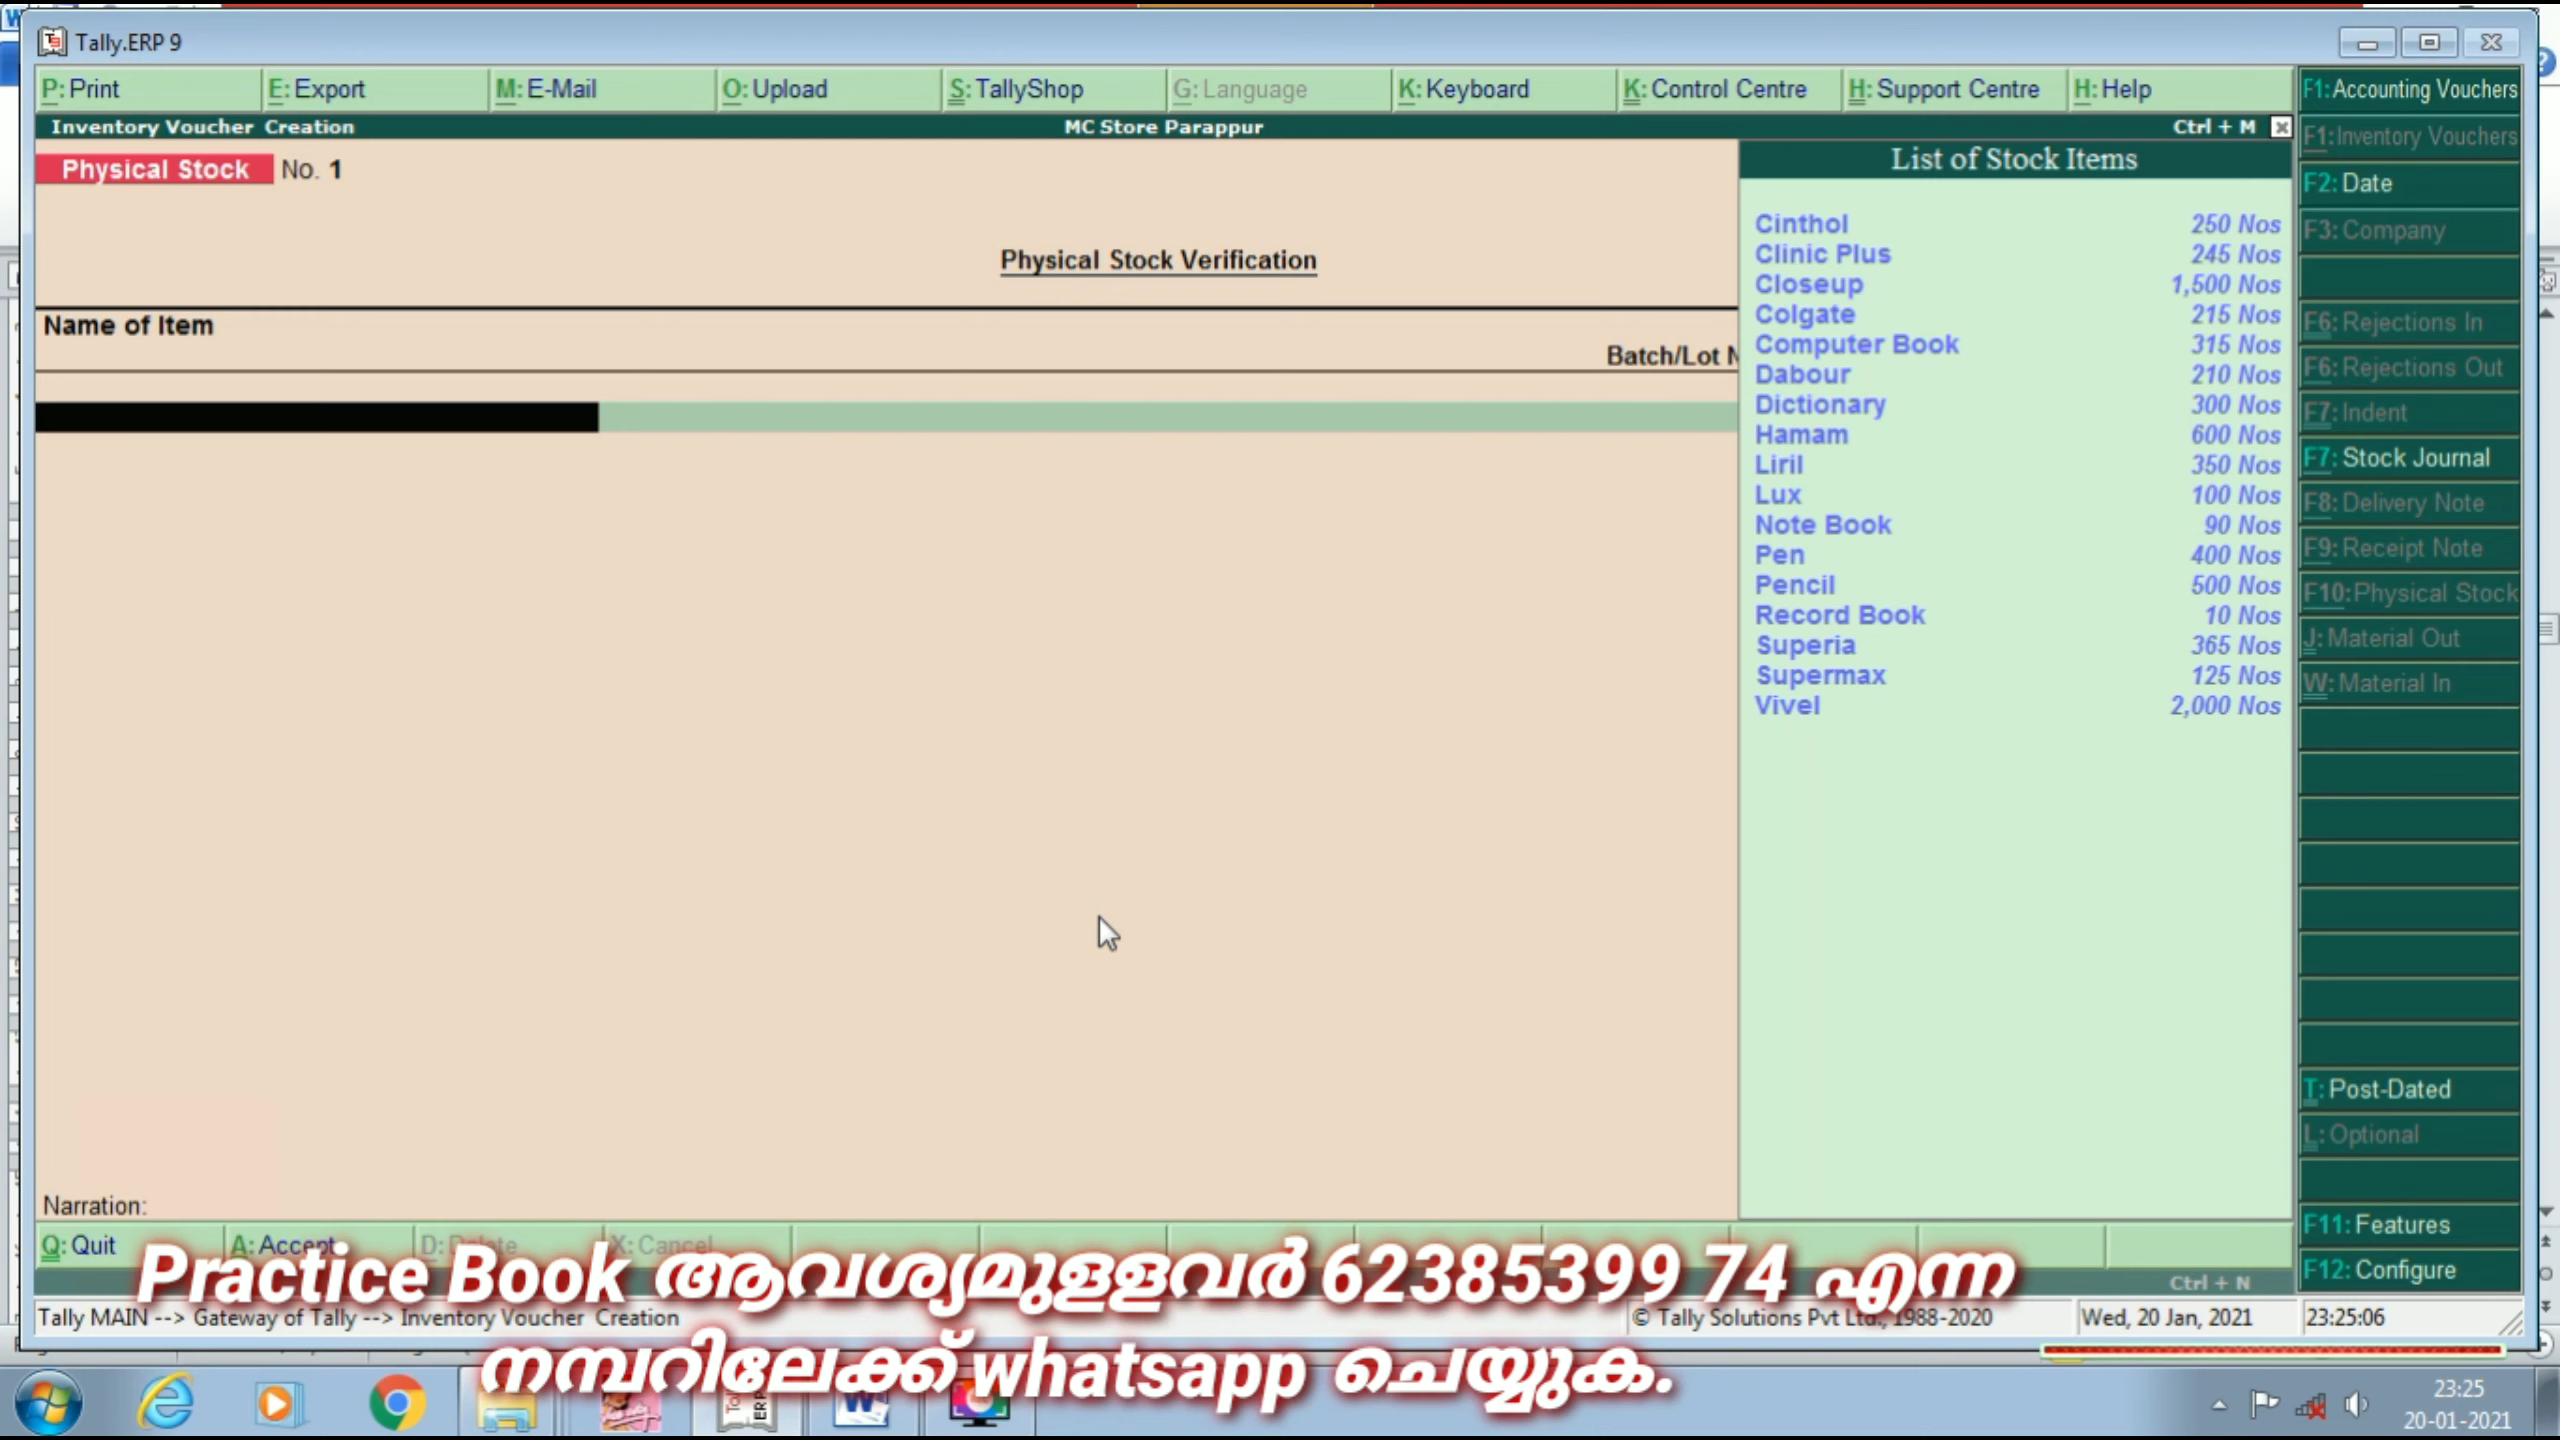 Tally.ERP 9
P: Print E: Export M: E-Mail O: Upload S: TallyShop G: Language K: Keyboard K: Control Centre H: Support Centre H: Help
Inventory Voucher Creation MC Store Parappur Ctrl + M
Physical Stock No. 1
Physical Stock Verification
Name of Item
Batch/Lot
List of Stock Items
Cinthol 250 Nos
Clinic Plus 245 Nos
Closeup 1,500 Nos
Colgate 215 Nos
Computer Book 315 Nos
Dabour 210 Nos
Dictionary 300 Nos
Hamam 600 Nos
Liril 350 Nos
Lux 100 Nos
Note Book 90 Nos
Pen 400 Nos
Pencil 500 Nos
Record Book 10 Nos
Superia 365 Nos
Supermax 125 Nos
Vivel 2,000 Nos
F1: Accounting Vouchers
F1: Inventory Vouchers
F2: Date
F3: Company
F6: Rejections In
F6: Rejections Out
F7: Indent
F7: Stock Journal
F8: Delivery Note
F9: Receipt Note
F10: Physical Stock
J: Material Out
W: Material In
T: Post-Dated
L: Optional
F11: Features
F12: Configure
Narration:
Q: Quit A: Accept D: Delete X: Cancel
Ctrl + N
Practice Book ആവശ്യമുള്ളവർ 62385399 74 എന്ന
നമ്പറിലേക്ക് whatsapp ചെയ്യുക.
Tally MAIN --> Gateway of Tally --> Inventory Voucher Creation © Tally Solutions Pvt Ltd., 1988-2020 Wed, 20 Jan, 2021 23:25:06
23:25
20-01-2021